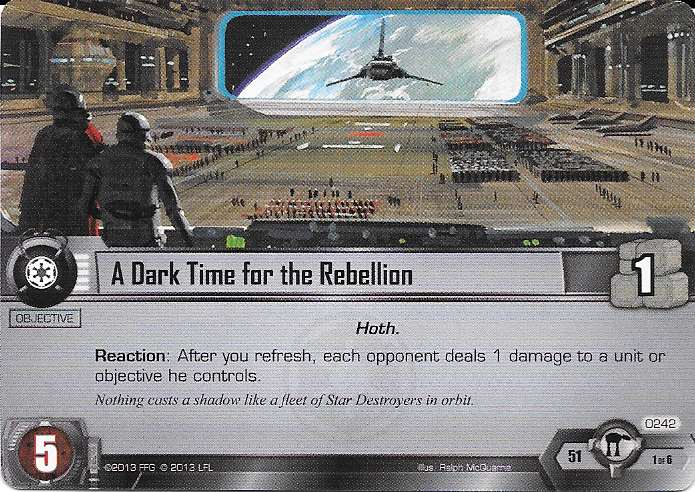 A Dark Time for the Rebellion
1
OBJECTIVE
Hoth.
Reaction: After you refresh, each opponent deals 1 damage to a unit or
objective he controls.
Nothing casts a shadow like a fleet of Star Destroyers in orbit.
5
0242
51
1 OF 6
©2013 FFG © 2013 LFL
Illus. Ralph McQuarrie